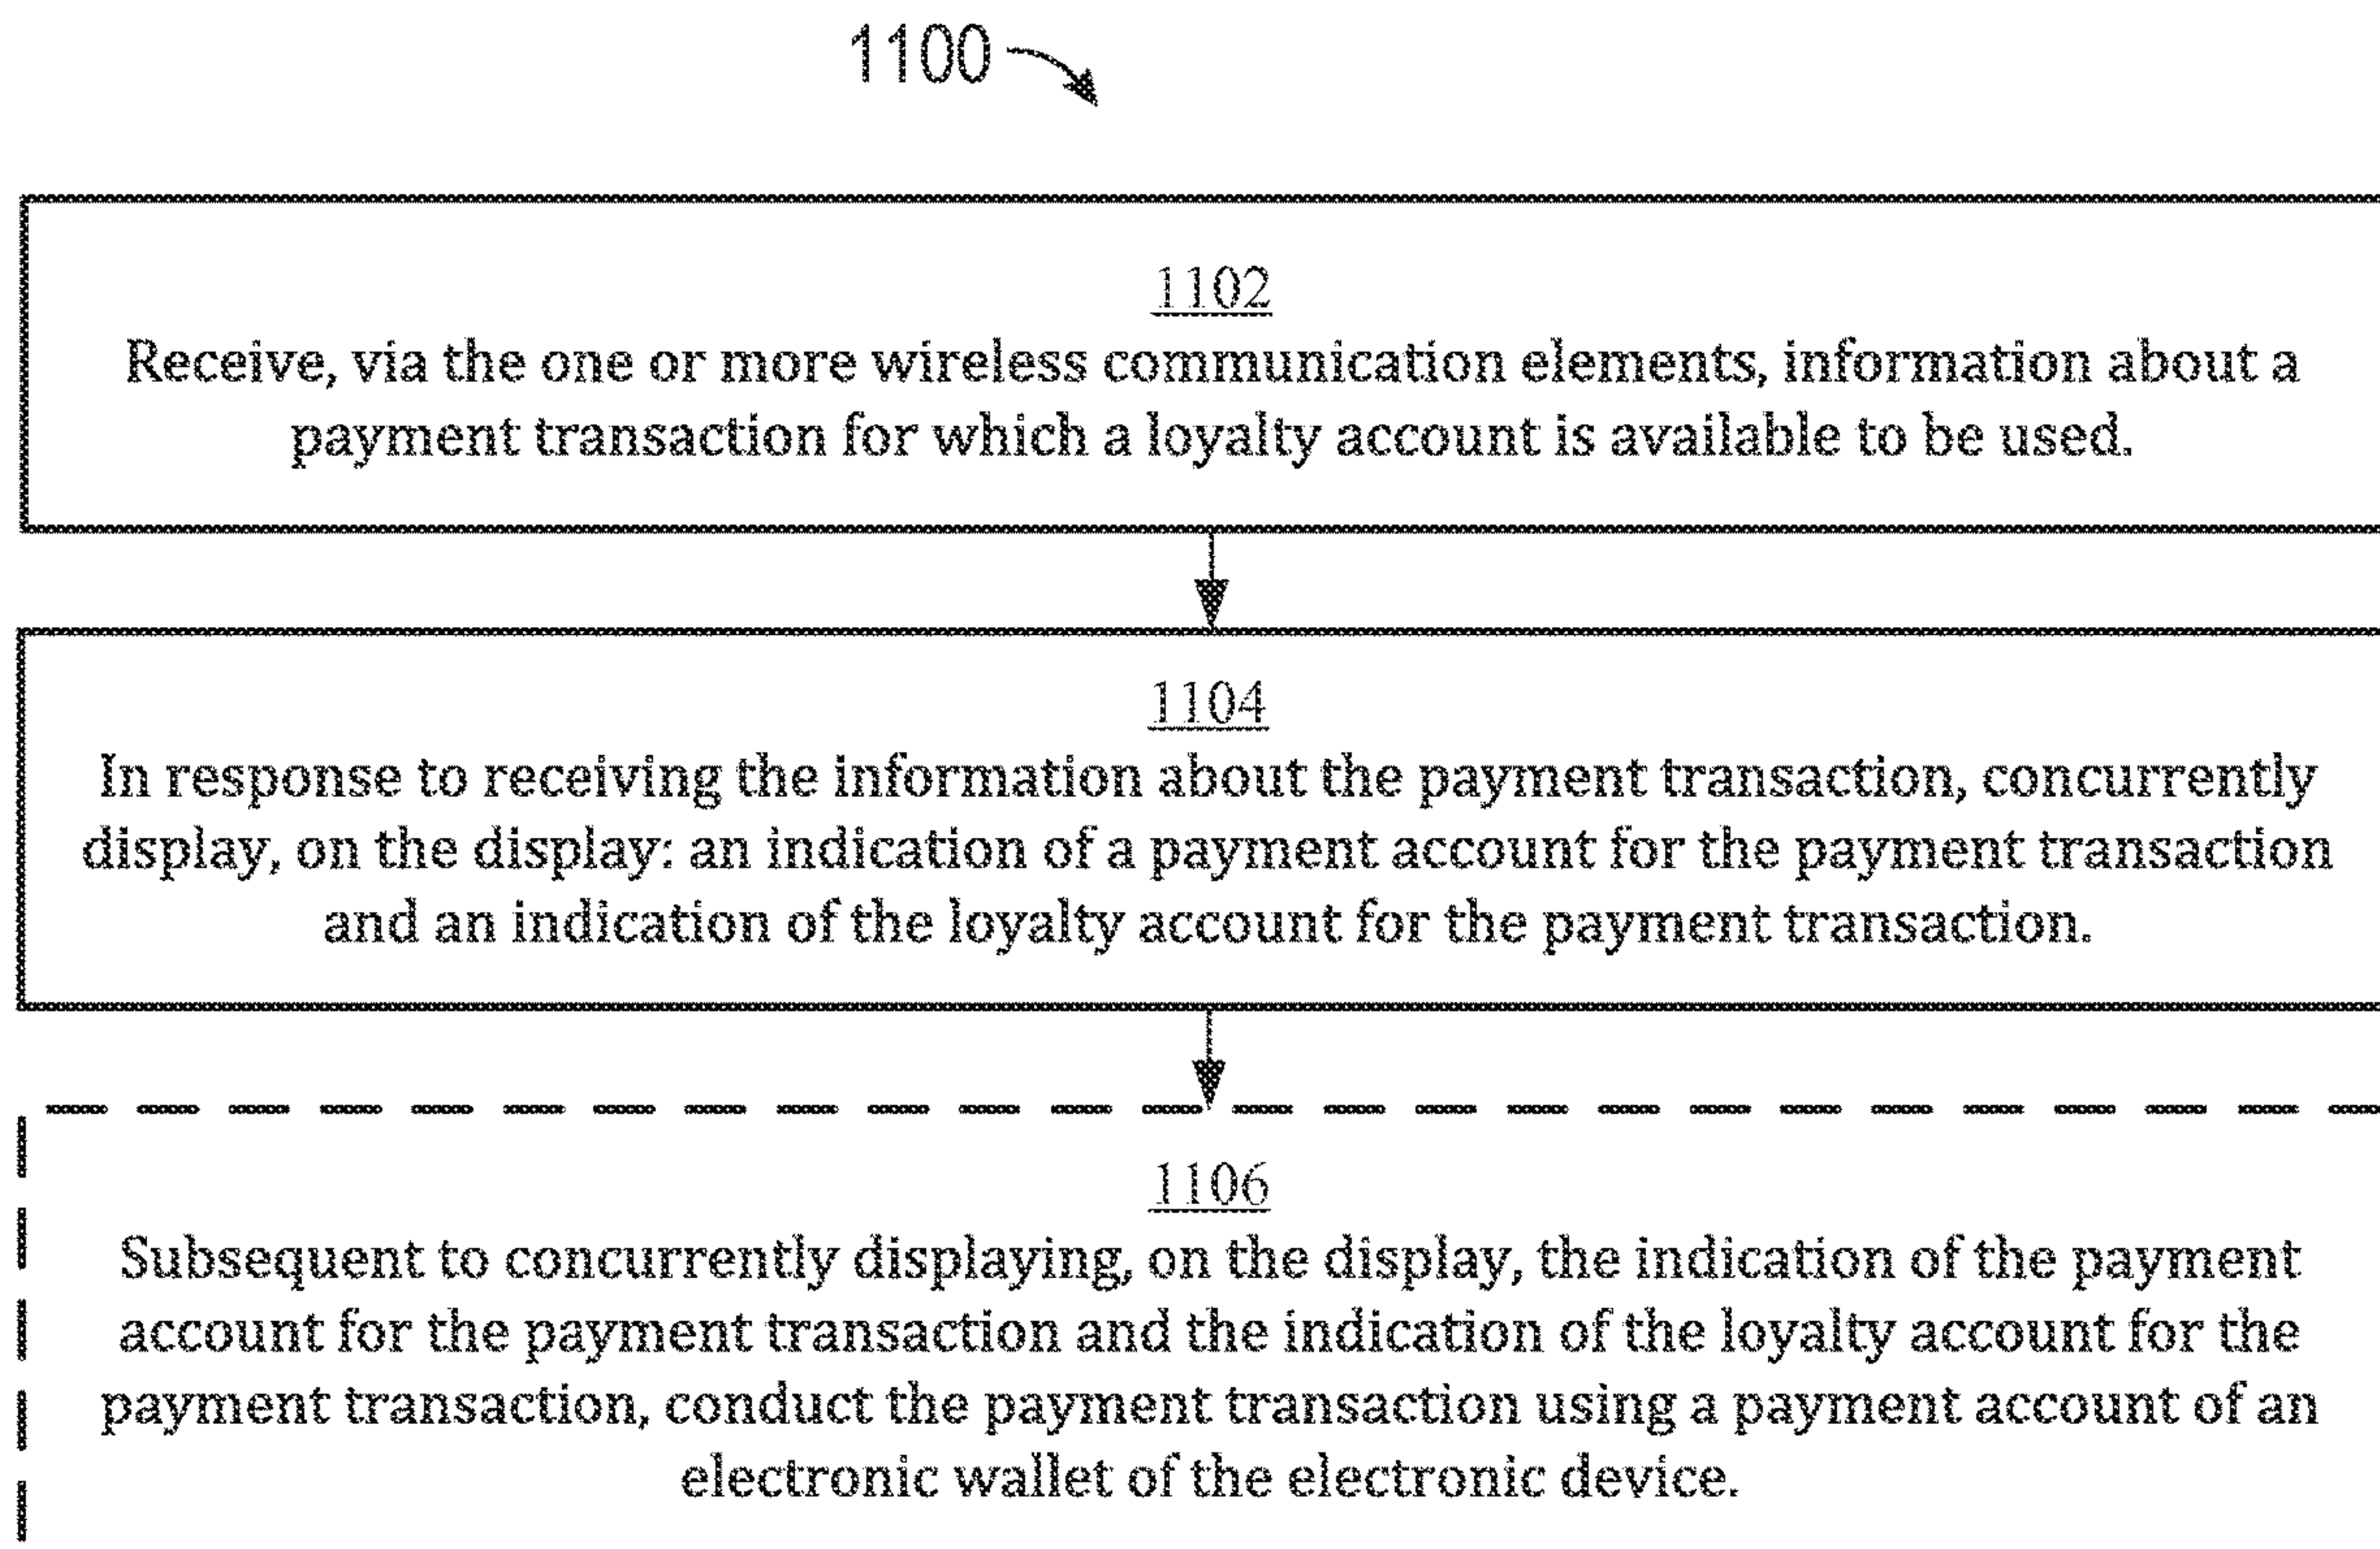 1100
1102
Receive, via the one or more wireless communication elements, information about a
payment transaction for which a loyalty account is available to be used.
1104
In response to receiving the information about the payment transaction, concurrently
display, on the display: an indication of a payment account for the payment transaction
and an indication of the loyalty account for the payment transaction.
1106
Subsequent to concurrently displaying, on the display, the indication of the payment
account for the payment transaction and the indication of the loyalty account for the
payment transaction, conduct the payment transaction using a payment account of an
electronic wallet of the electronic device.